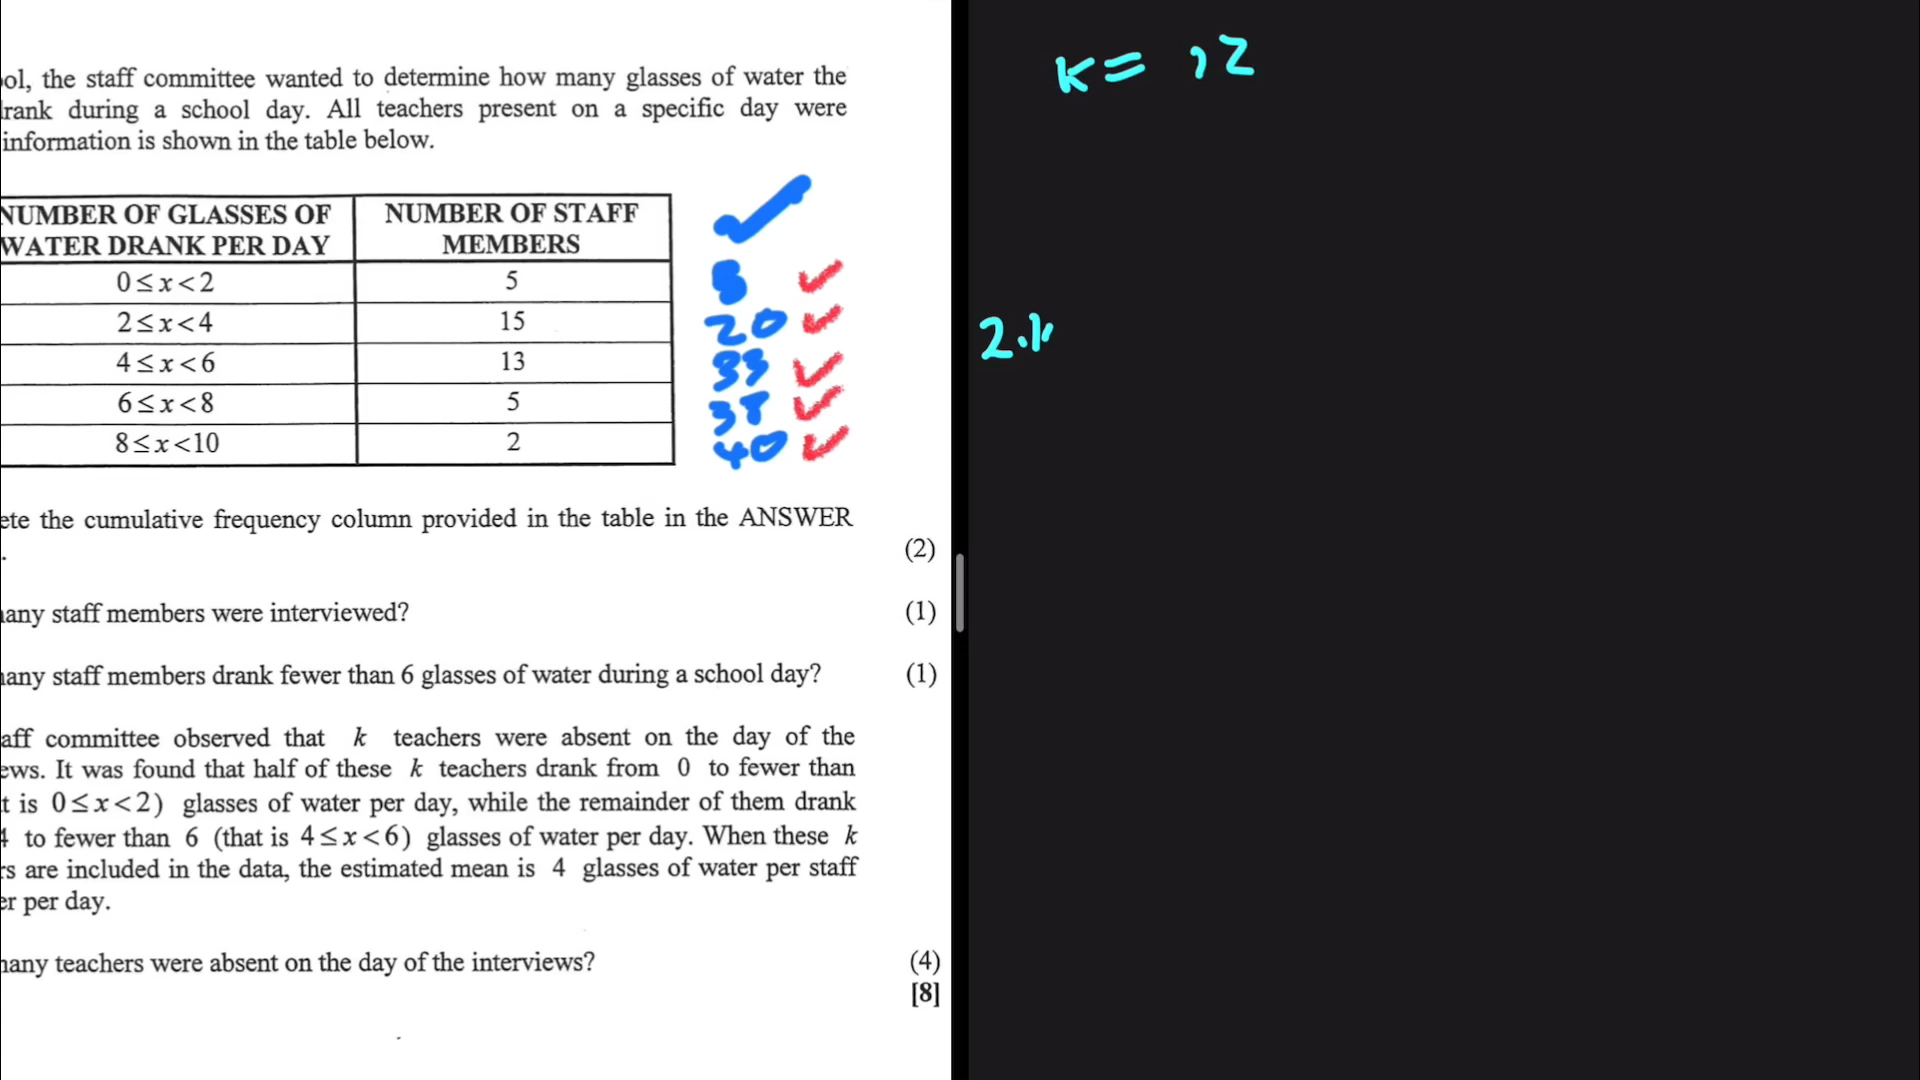 ol, the staff committee wanted to determine how many glasses of water the
rank during a school day. All teachers present on a specific day were
information is shown in the table below.
NUMBER OF GLASSES OF WATER DRANK PER DAY NUMBER OF STAFF MEMBERS
0≤x<2 5 5
2≤x<4 15 20
4≤x<6 13 33
6≤x<8 5 38
8≤x<10 2 40
ete the cumulative frequency column provided in the table in the ANSWER
. (2)
any staff members were interviewed? (1)
any staff members drank fewer than 6 glasses of water during a school day? (1)
aff committee observed that k teachers were absent on the day of the
ews. It was found that half of these k teachers drank from 0 to fewer than
t is 0≤x<2) glasses of water per day, while the remainder of them drank
4 to fewer than 6 (that is 4≤x<6) glasses of water per day. When these k
rs are included in the data, the estimated mean is 4 glasses of water per staff
er per day.
many teachers were absent on the day of the interviews? (4)
[8]
k= ,2